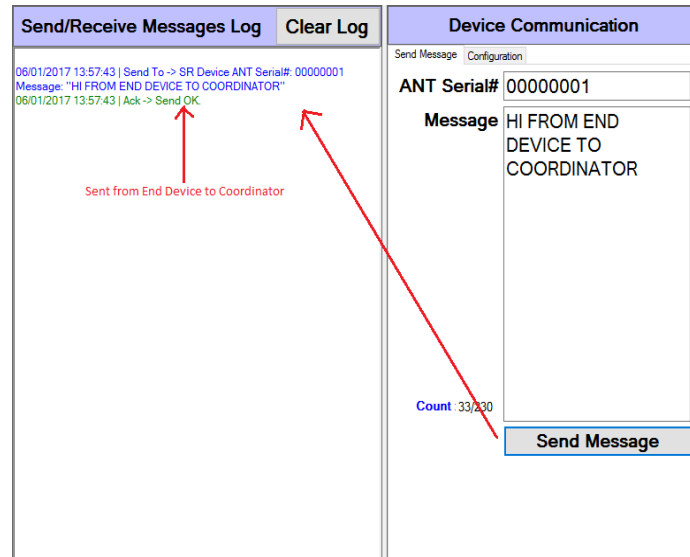 Send/Receive Messages Log
Clear Log
06/01/2017 13:57:43 | Send To -> SR Device ANT Serial#: 00000001
Message: "HI FROM END DEVICE TO COORDINATOR"
06/01/2017 13:57:43 | Ack -> Send OK.
Sent from End Device to Coordinator
Device Communication
Send Message
Configuration
ANT Serial#
00000001
Message
HI FROM END
DEVICE TO
COORDINATOR
Count : 33/230
Send Message